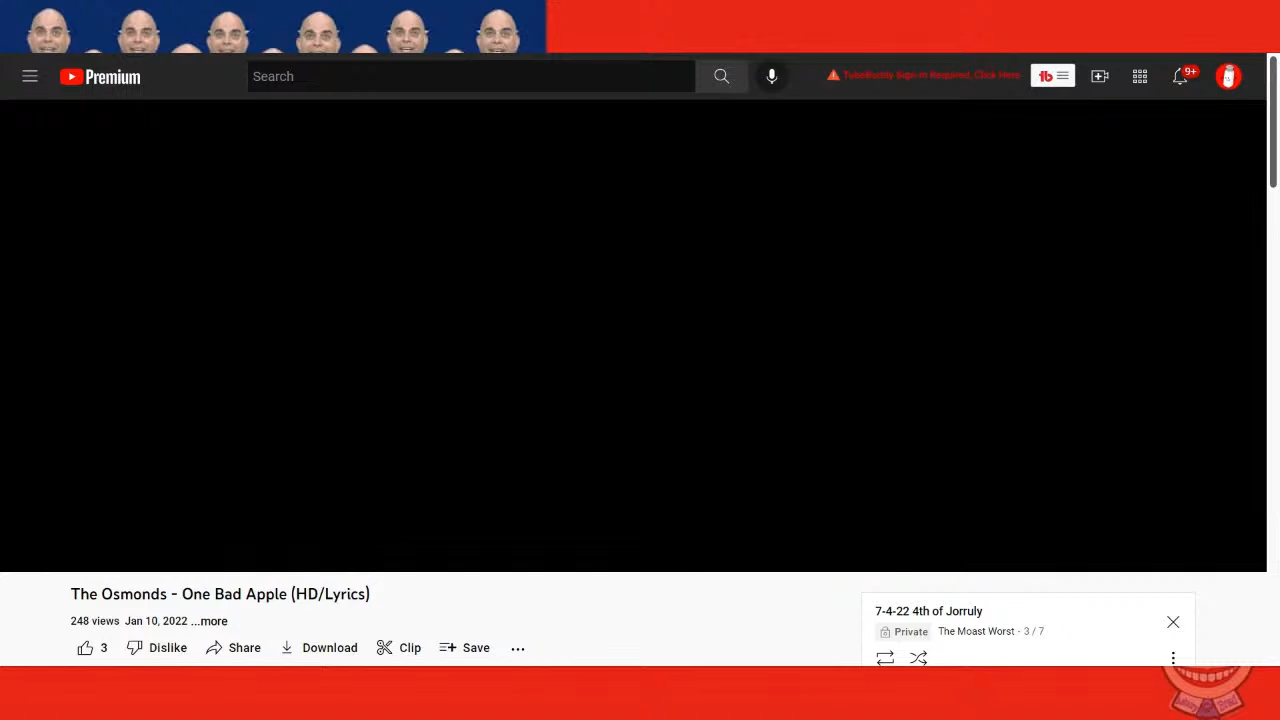 Premium
Search
TubeBuddy Sign-in Required, Click Here
tb
9+
The Osmonds - One Bad Apple (HD/Lyrics)
248 views Jan 10, 2022 ...more
3 Dislike Share Download Clip Save
7-4-22 4th of Jorruly
Private The Moast Worst - 3 / 7